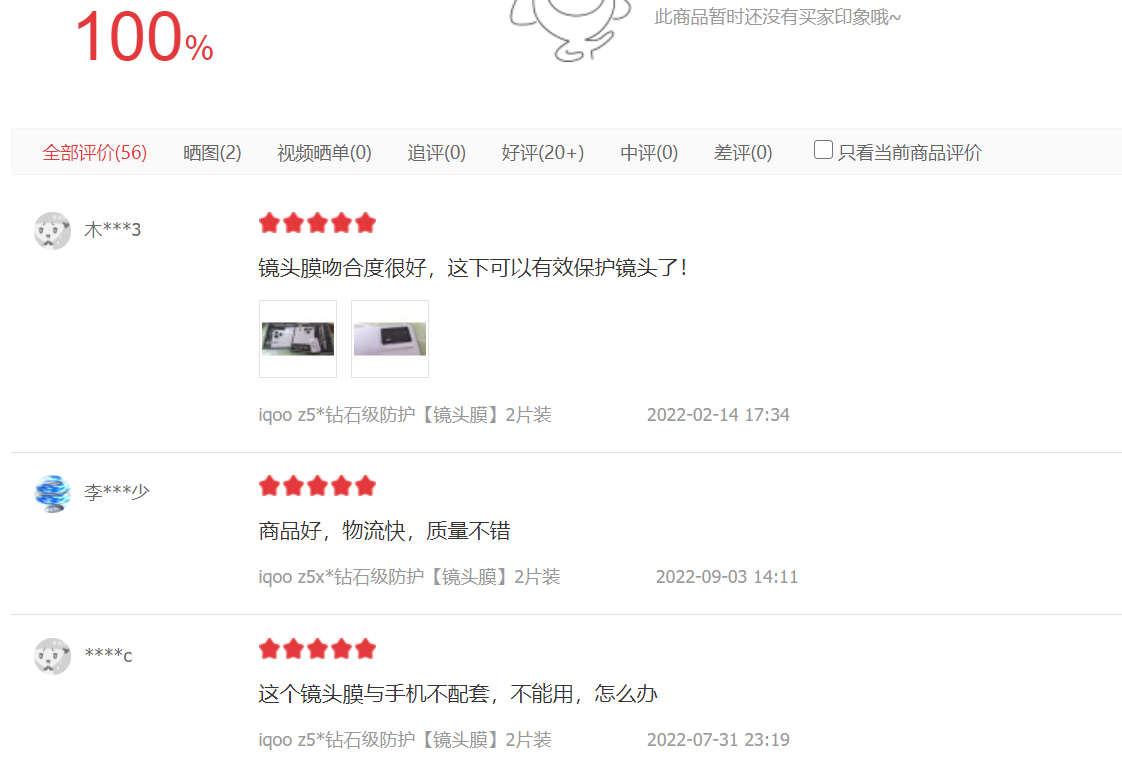 100%
此商品暂时还没有买家印象哦~
全部评价(56) 晒图(2) 视频晒单(0) 追评(0) 好评(20+) 中评(0) 差评(0) 只看当前商品评价
木***3
镜头膜吻合度很好，这下可以有效保护镜头了！
iqoo z5*钻石级防护【镜头膜】2片装 2022-02-14 17:34
李***少
商品好，物流快，质量不错
iqoo z5x*钻石级防护【镜头膜】2片装 2022-09-03 14:11
****c
这个镜头膜与手机不配套，不能用，怎么办
iqoo z5*钻石级防护【镜头膜】2片装 2022-07-31 23:19